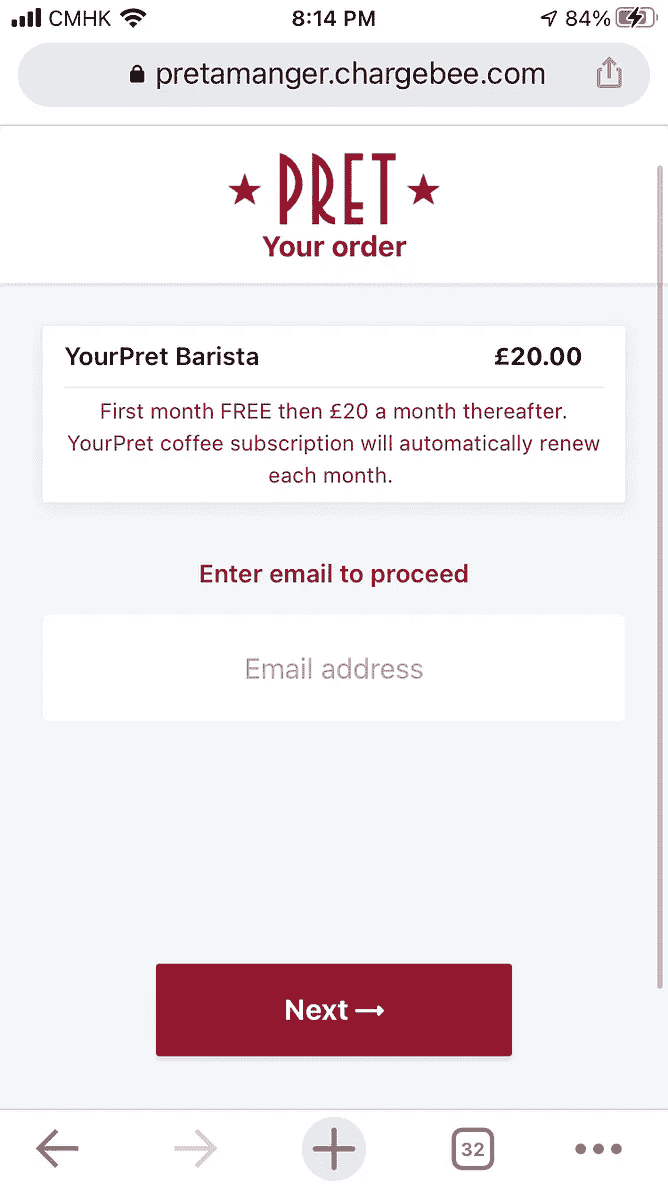 CMHK 8:14 PM 84%
pretamanger.chargebee.com
PRET
Your order
YourPret Barista £20.00
First month FREE then £20 a month thereafter.
YourPret coffee subscription will automatically renew
each month.
Enter email to proceed
Email address
Next →
32